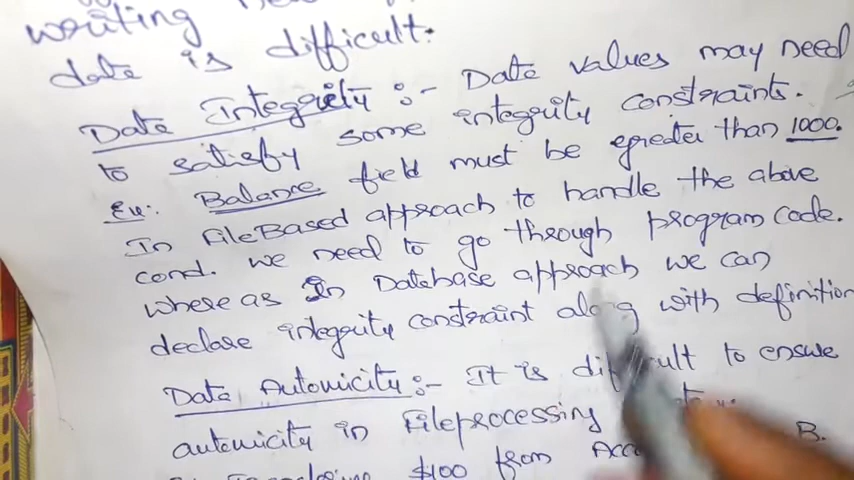 writing
data is difficult.
Data Integriety :- Data values may need
to satisfy some integrity constraints.
Ex: Balance field must be greater than 1000.
In FileBased approach to handle the above
cond. we need to go through program code.
where as In Database approach we can
declare integrity constraint along with definition
Data Automicity :- It is difficult to ensure
automicity in Fileprocessing
$100 from B.